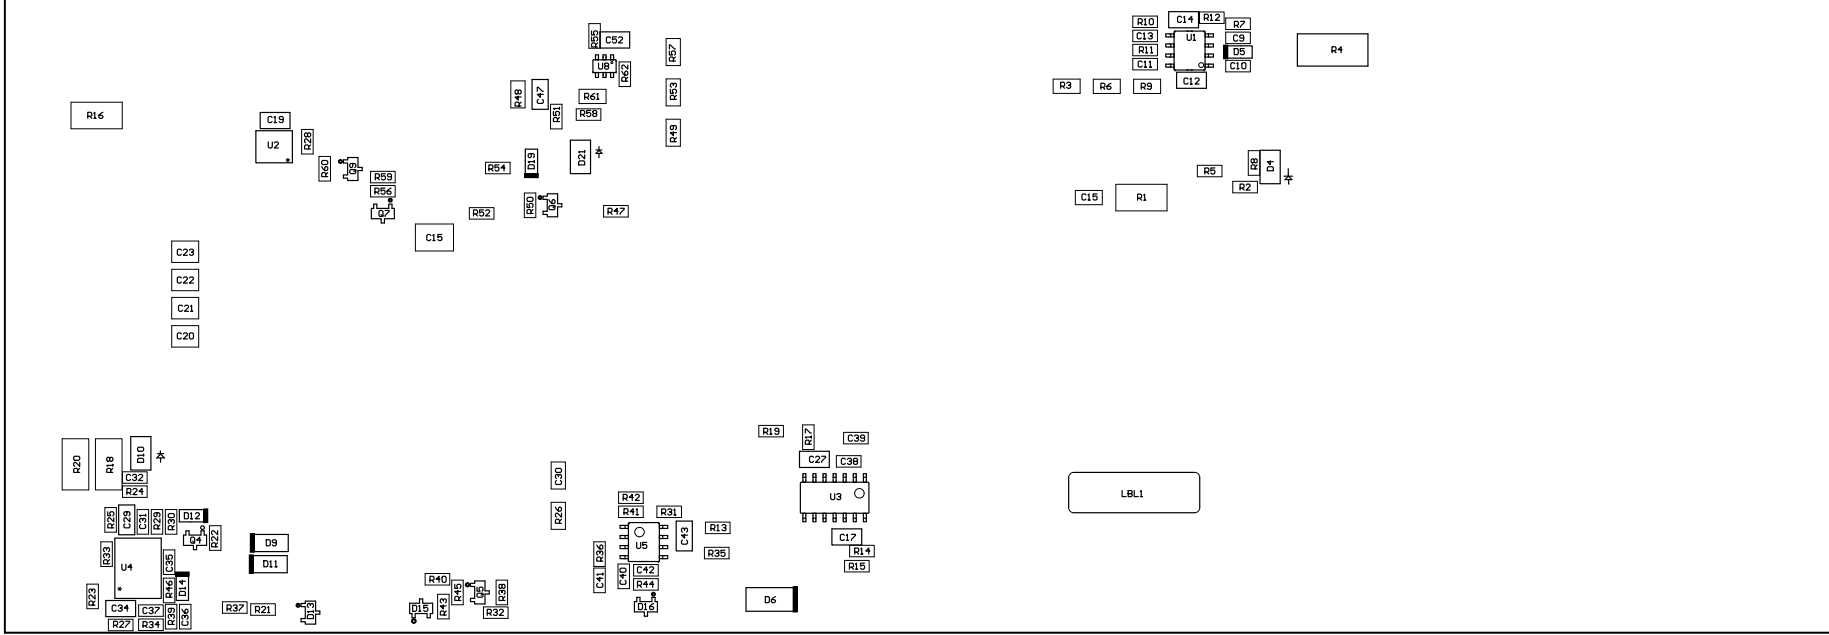 R10 C14 R12 R7
C13 U1 C9
R11 D5 R4
C11 C10
C12
R3 R6 R9
R55 C52 R57
U8 R62
R48 C47 R61 R53
R51 R58
R49
R16 C19
U2 R28
R60 Q9 R54 D19 D21
R59
R56
Q7 R52 R50 Q6 R47
C15
R5 R8 D4
R2
C15 R1
C23
C22
C21
C20
R19 R17 C39
C27 C38
U3
C17
R14
R15
R20 R18 D10
C32
R24
R25 C29 C31 R29 R30 D12
Q4 R22
R33 U4 C35 D9
D11
R23 R46 D14
C34 C37 R39 C36
R27 R34
R37 R21 D13
C30
R26
R42
R41 R31
U5 C43 R13
R36 R35
C41 C40 C42
R44
D16
R40
D15 R43 R45 Q5 R38
R32
D6
LBL1